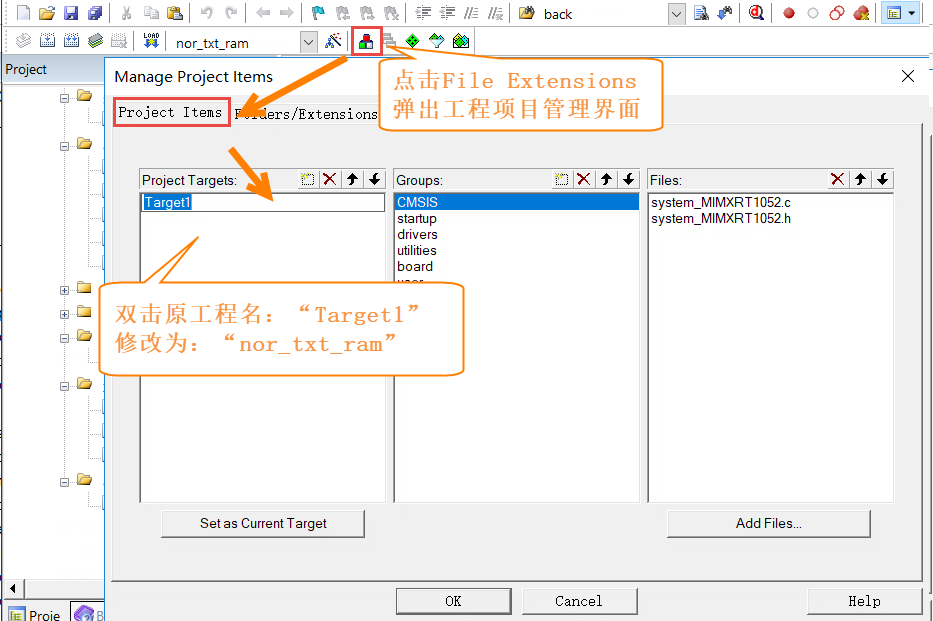 back
LOAD
nor_txt_ram
Project
Manage Project Items
点击File Extensions
弹出工程项目管理界面
Project Items
Folders/Extensions
Project Targets:
Groups:
Files:
Target1
CMSIS
startup
drivers
utilities
board
system_MIMXRT1052.c
system_MIMXRT1052.h
双击原工程名：“Target1”
修改为：“nor_txt_ram”
Set as Current Target
Add Files...
OK
Cancel
Help
Proje
B